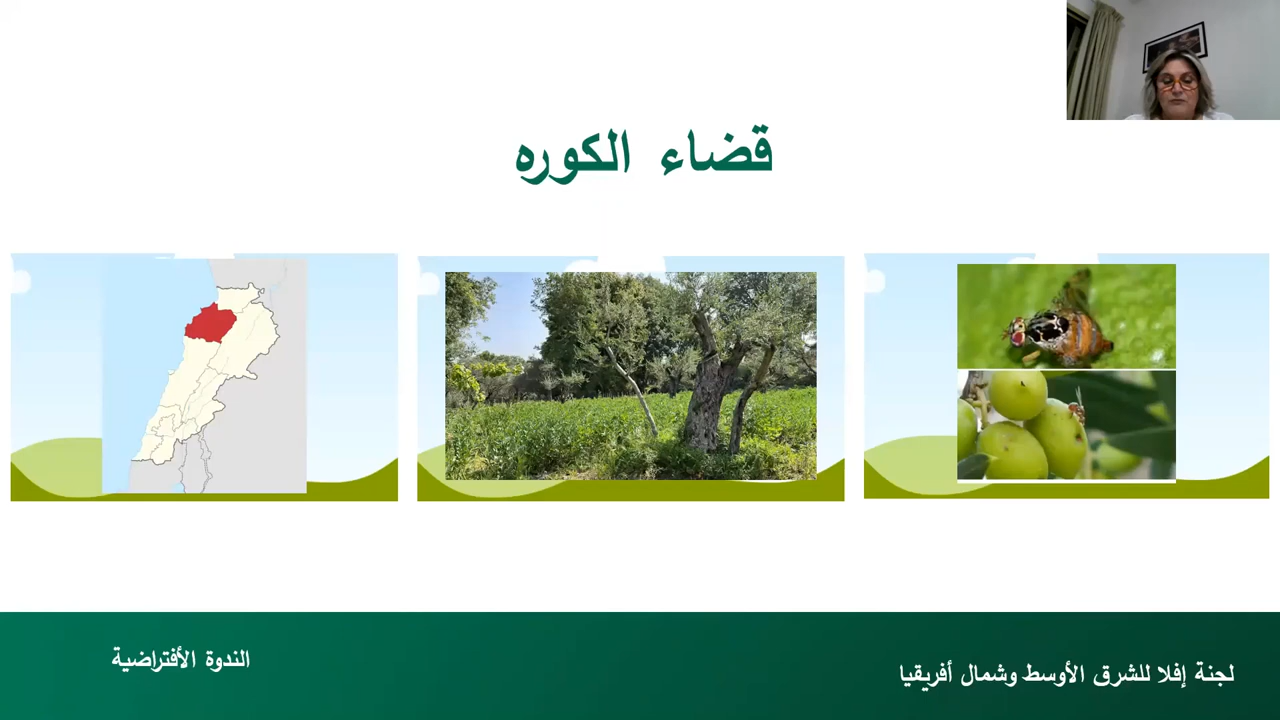 قضاء الكوره
لجنة إفلا للشرق الأوسط وشمال أفريقيا
الندوة الأفتراضية